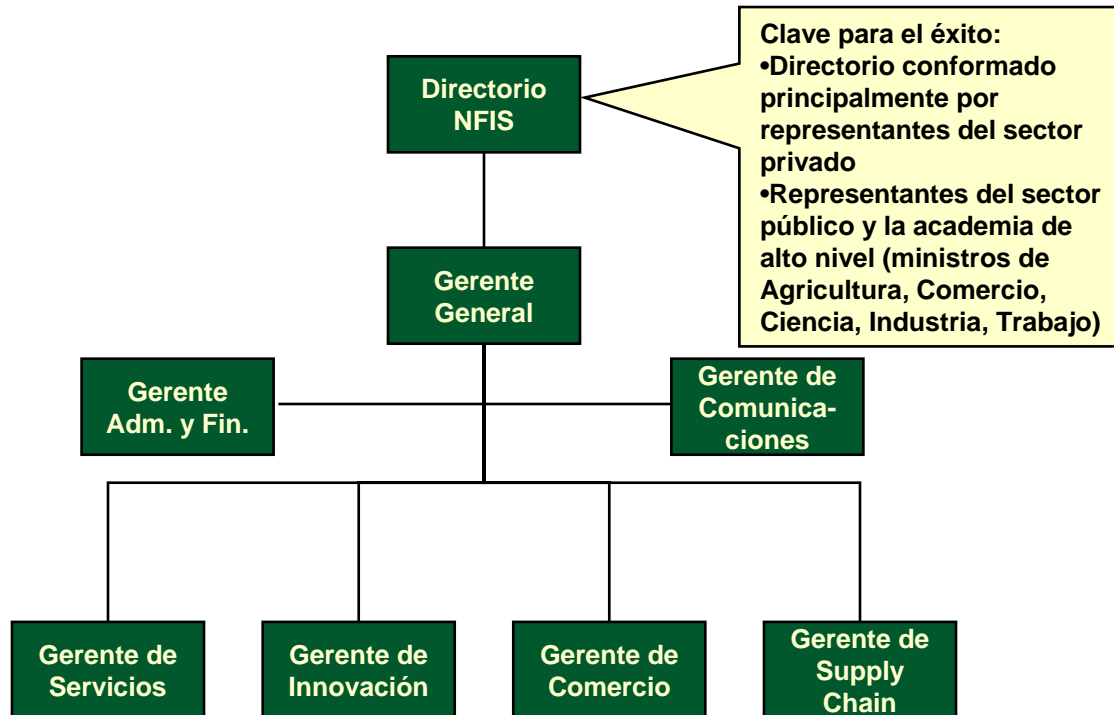 Clave para el éxito:
•Directorio conformado
principalmente por
representantes del sector
privado
•Representantes del sector
público y la academia de
alto nivel (ministros de
Agricultura, Comercio,
Ciencia, Industria, Trabajo)
Directorio
NFIS
Gerente
General
Gerente
Adm. y Fin.
Gerente de
Comunica-
ciones
Gerente de
Servicios
Gerente de
Innovación
Gerente de
Comercio
Gerente de
Supply
Chain